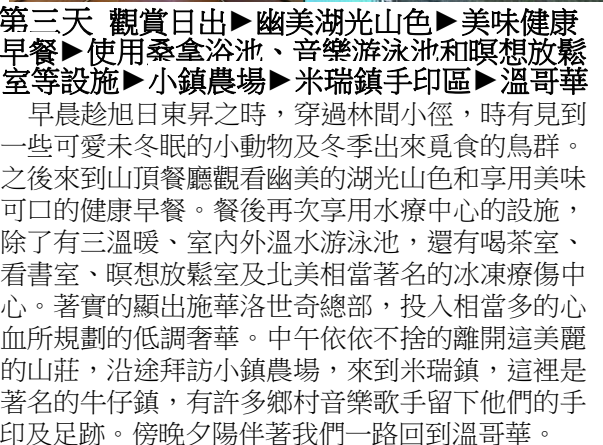 第三天 觀賞日出►幽美湖光山色►美味健康
早餐►使用桑拿浴池、音樂游泳池和暝想放鬆
室等設施►小鎮農場►米瑞鎮手印區►溫哥華
早晨趁旭日東昇之時，穿過林間小徑，時有見到
一些可愛未冬眠的小動物及冬季出來覓食的鳥群。
之後來到山頂餐廳觀看幽美的湖光山色和享用美味
可口的健康早餐。餐後再次享用水療中心的設施，
除了有三溫暖、室內外溫水游泳池，還有喝茶室、
看書室、暝想放鬆室及北美相當著名的冰凍療傷中
心。著實的顯出施華洛世奇總部，投入相當多的心
血所規劃的低調奢華。中午依依不捨的離開這美麗
的山莊，沿途拜訪小鎮農場，來到米瑞鎮，這裡是
著名的牛仔鎮，有許多鄉村音樂歌手留下他們的手
印及足跡。傍晚夕陽伴著我們一路回到溫哥華。